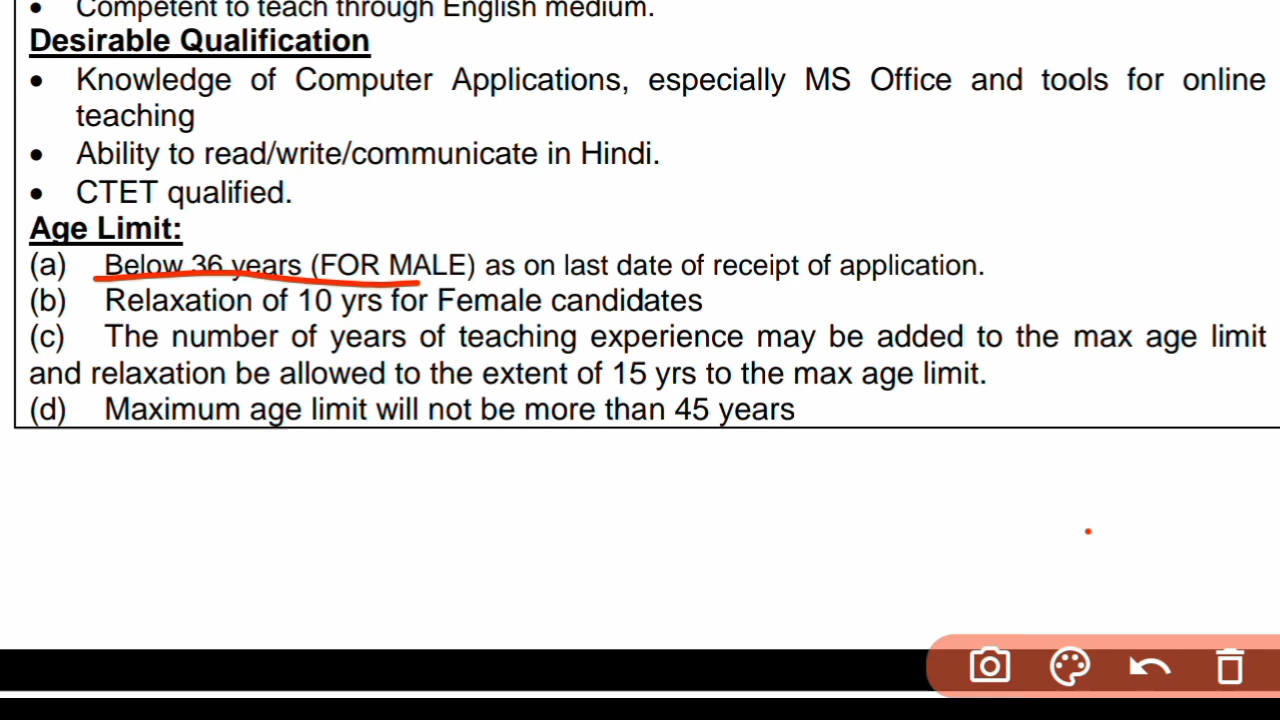 • Competent to teach through English medium.
Desirable Qualification
• Knowledge of Computer Applications, especially MS Office and tools for online
teaching
• Ability to read/write/communicate in Hindi.
• CTET qualified.
Age Limit:
(a) Below 36 years (FOR MALE) as on last date of receipt of application.
(b) Relaxation of 10 yrs for Female candidates
(c) The number of years of teaching experience may be added to the max age limit
and relaxation be allowed to the extent of 15 yrs to the max age limit.
(d) Maximum age limit will not be more than 45 years